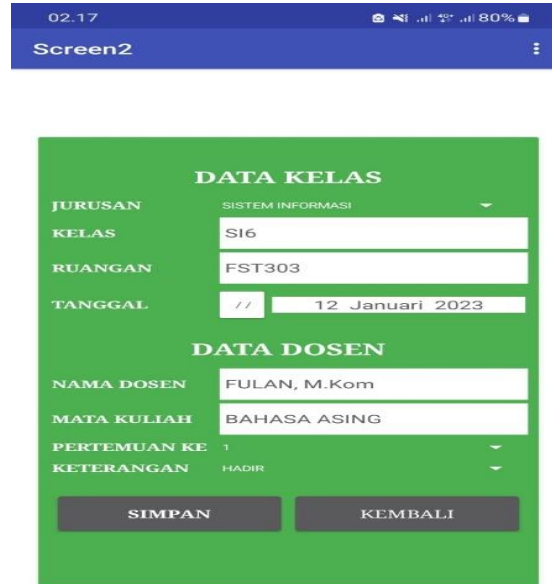 02.17 80%
Screen2
DATA KELAS
JURUSAN SISTEM INFORMASI
KELAS SI6
RUANGAN FST303
TANGGAL // 12 Januari 2023
DATA DOSEN
NAMA DOSEN FULAN, M.Kom
MATA KULIAH BAHASA ASING
PERTEMUAN KE 1
KETERANGAN HADIR
SIMPAN KEMBALI